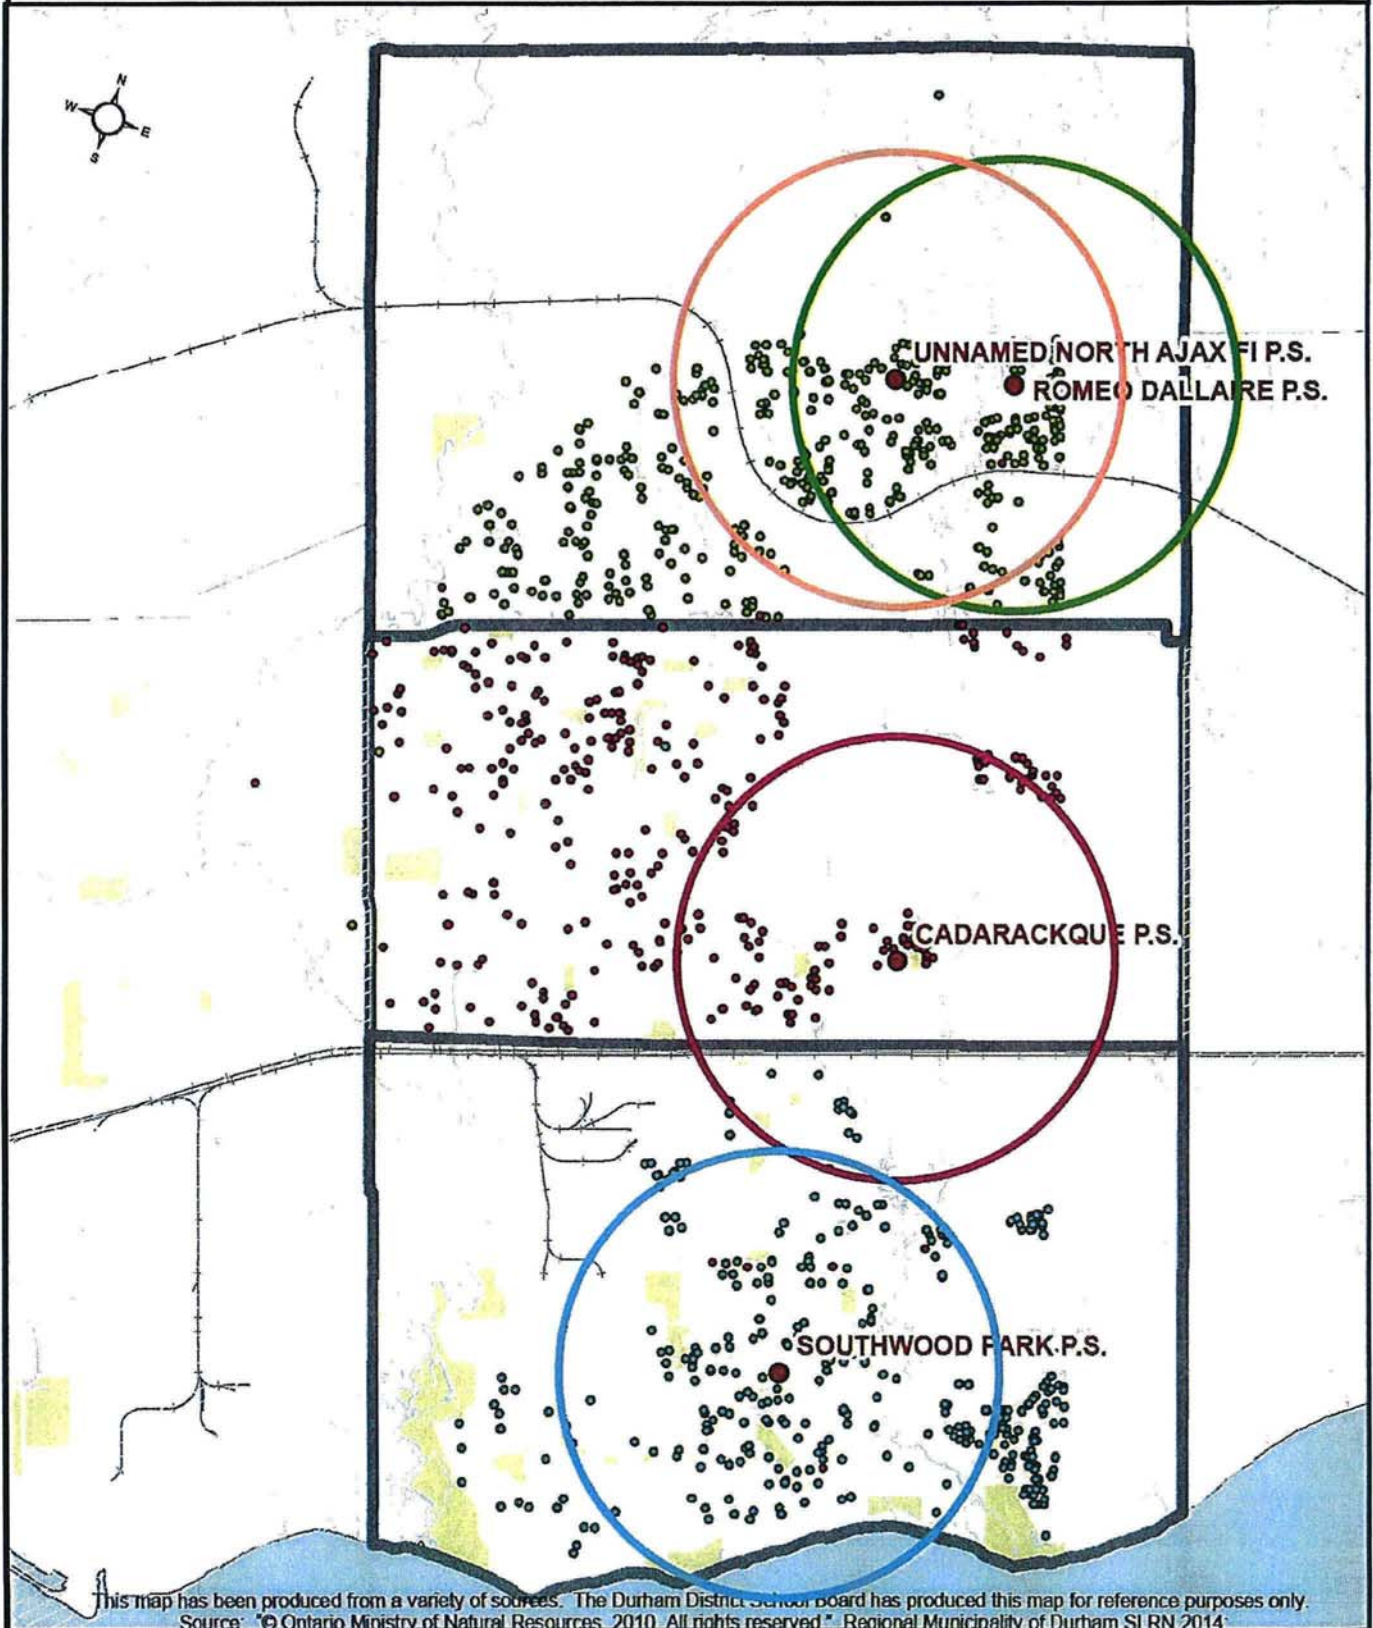 N
W
E
S
UNNAMED NORTH AJAX FI P.S.
ROMEO DALLAIRE P.S.
CADARACKQUE P.S.
SOUTHWOOD PARK P.S.
This map has been produced from a variety of sources. The Durham District School Board has produced this map for reference purposes only.
Source: "© Ontario Ministry of Natural Resources, 2010. All rights reserved." Regional Municipality of Durham SLRN 2014;